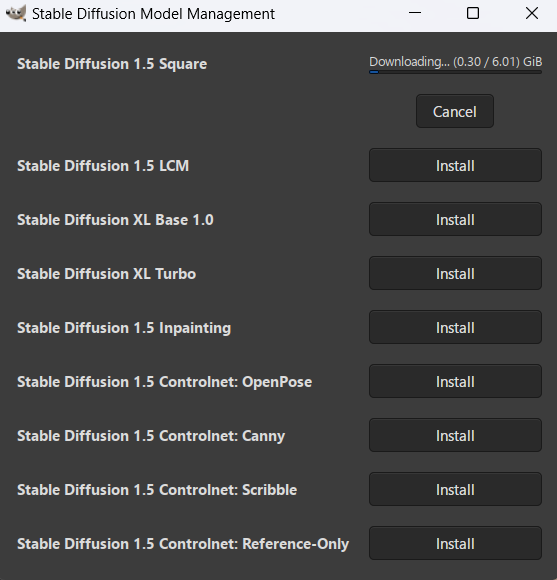 Stable Diffusion Model Management
Stable Diffusion 1.5 Square
Downloading... (0.30 / 6.01) GiB
Cancel
Stable Diffusion 1.5 LCM
Install
Stable Diffusion XL Base 1.0
Install
Stable Diffusion XL Turbo
Install
Stable Diffusion 1.5 Inpainting
Install
Stable Diffusion 1.5 Controlnet: OpenPose
Install
Stable Diffusion 1.5 Controlnet: Canny
Install
Stable Diffusion 1.5 Controlnet: Scribble
Install
Stable Diffusion 1.5 Controlnet: Reference-Only
Install